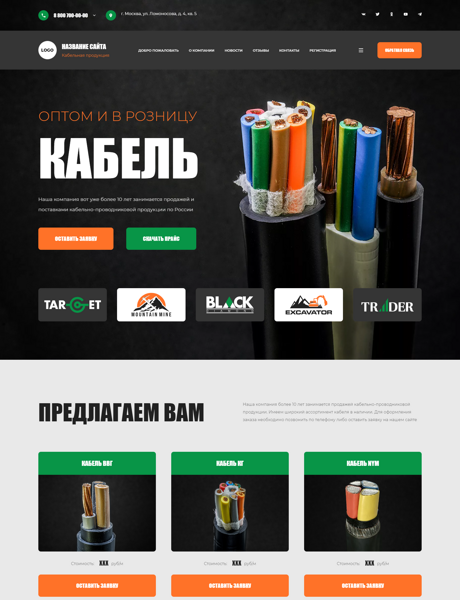 8 800 700-00-00
г. Москва, ул. Ломоносова, д. 4, кв. 5
LOGO
НАЗВАНИЕ САЙТА
Кабельная продукция
ДОБРО ПОЖАЛОВАТЬ
О КОМПАНИИ
НОВОСТИ
ОТЗЫВЫ
КОНТАКТЫ
РЕГИСТРАЦИЯ
ОБРАТНАЯ СВЯЗЬ
ОПТОМ И В РОЗНИЦУ
КАБЕЛЬ
Наша компания вот уже более 10 лет занимается продажей и
поставками кабельно-проводниковой продукции по России
ОСТАВИТЬ ЗАЯВКУ
СКАЧАТЬ ПРАЙС
TARGET
MOUNTAIN MINE
BLACK
EXCAVATOR
TRADER
ПРЕДЛАГАЕМ ВАМ
Наша компания более 10 лет занимается продажей кабельно-проводниковой
продукции. Имеем широкий ассортимент кабеля в наличии. Для оформления
заказа необходимо позвонить по телефону либо оставить заявку на нашем сайте
КАБЕЛЬ ВВГ
КАБЕЛЬ КГ
КАБЕЛЬ NYM
Стоимость: XXX руб/м
Стоимость: XXX руб/м
Стоимость: XXX руб/м
ОСТАВИТЬ ЗАЯВКУ
ОСТАВИТЬ ЗАЯВКУ
ОСТАВИТЬ ЗАЯВКУ